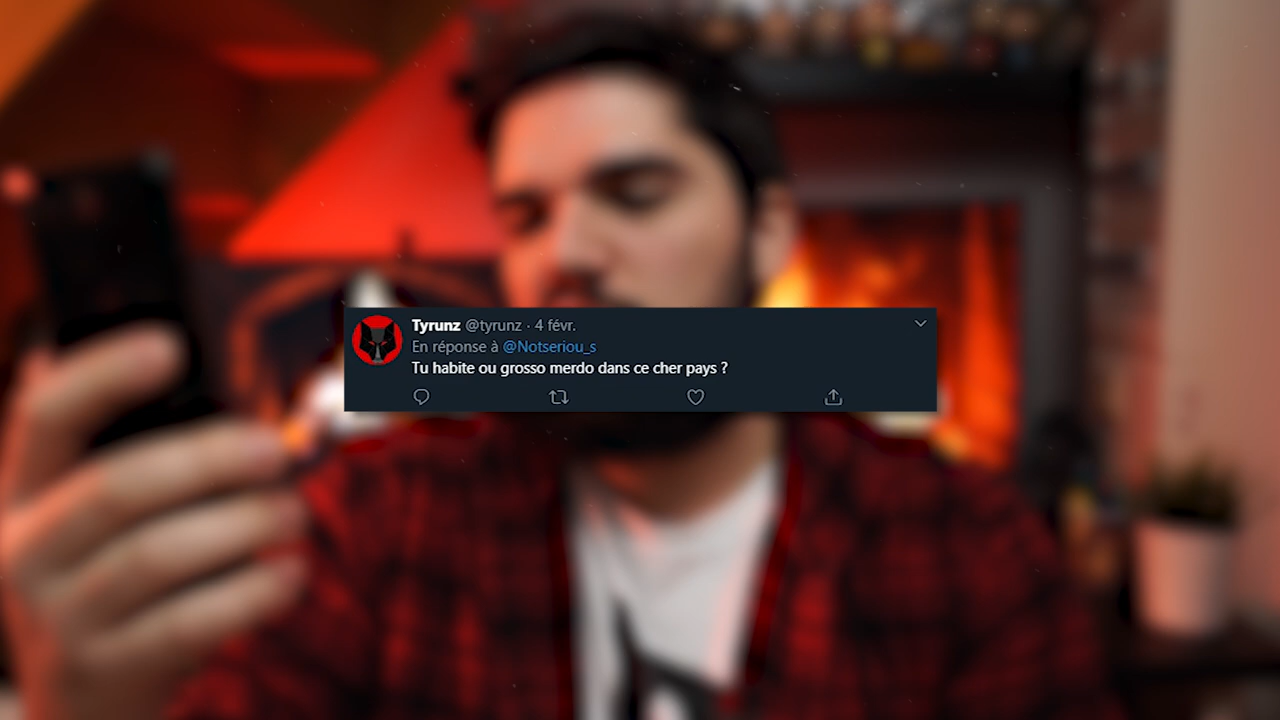 Tyrunz @tyrunz · 4 févr.
En réponse à @Notseriou_s
Tu habite ou grosso merdo dans ce cher pays ?